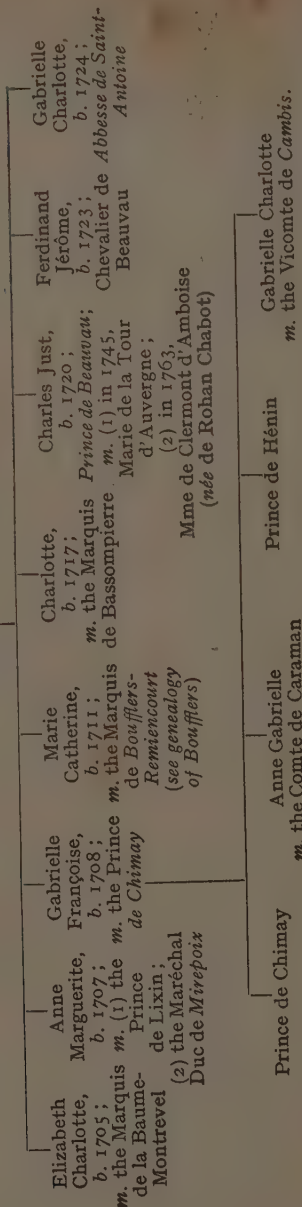 Elizabeth
Charlotte,
b. 1705;
m. the Marquis
de la Baume-
Montrevel
Anne
Marguerite,
b. 1707;
m. (1) the
Prince
de Lixin;
(2) the Maréchal
Duc de Mirepoix
Gabrielle
Françoise,
b. 1708;
m. the Prince
de Chimay
Marie
Catherine,
b. 1711;
m. the Marquis
de Boufflers-
Remiencourt
(see genealogy
of Boufflers)
Charlotte,
b. 1717;
m. the Marquis
de Bassompierre
Charles Just,
b. 1720;
Prince de Beauvau;
m. (1) in 1745,
Marie de la Tour
d'Auvergne;
(2) in 1763,
Mme de Clermont d'Amboise
(née de Rohan Chabot)
Ferdinand
Jérôme,
b. 1723;
Chevalier de
Beauvau
Gabrielle
Charlotte,
b. 1724;
Abbesse de Saint-
Antoine
Prince de Chimay
Anne Gabrielle
m. the Comte de Caraman
Prince de Hénin
Gabrielle Charlotte
m. the Vicomte de Cambis.